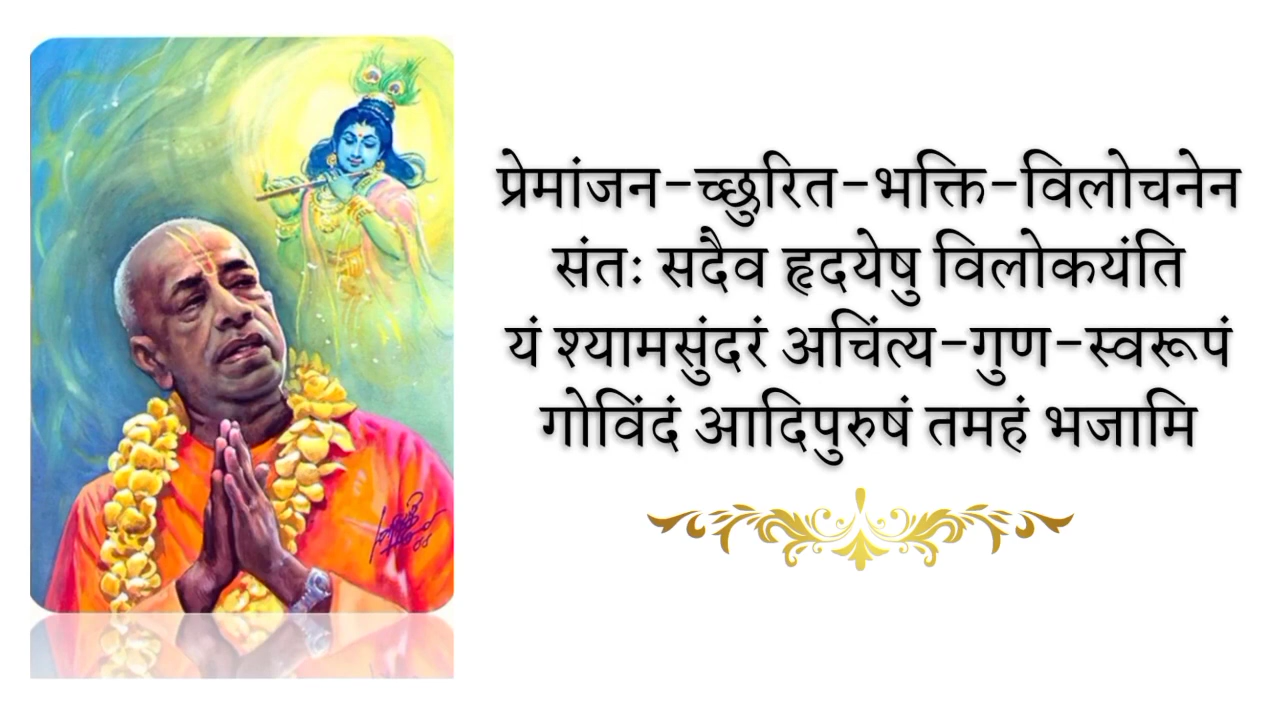 प्रेमांजन-च्छुरित-भक्ति-विलोचनेन
संतः सदैव हृदयेषु विलोकयंति
यं श्यामसुंदरं अचिंत्य-गुण-स्वरूपं
गोविंदं आदिपुरुषं तमहं भजामि